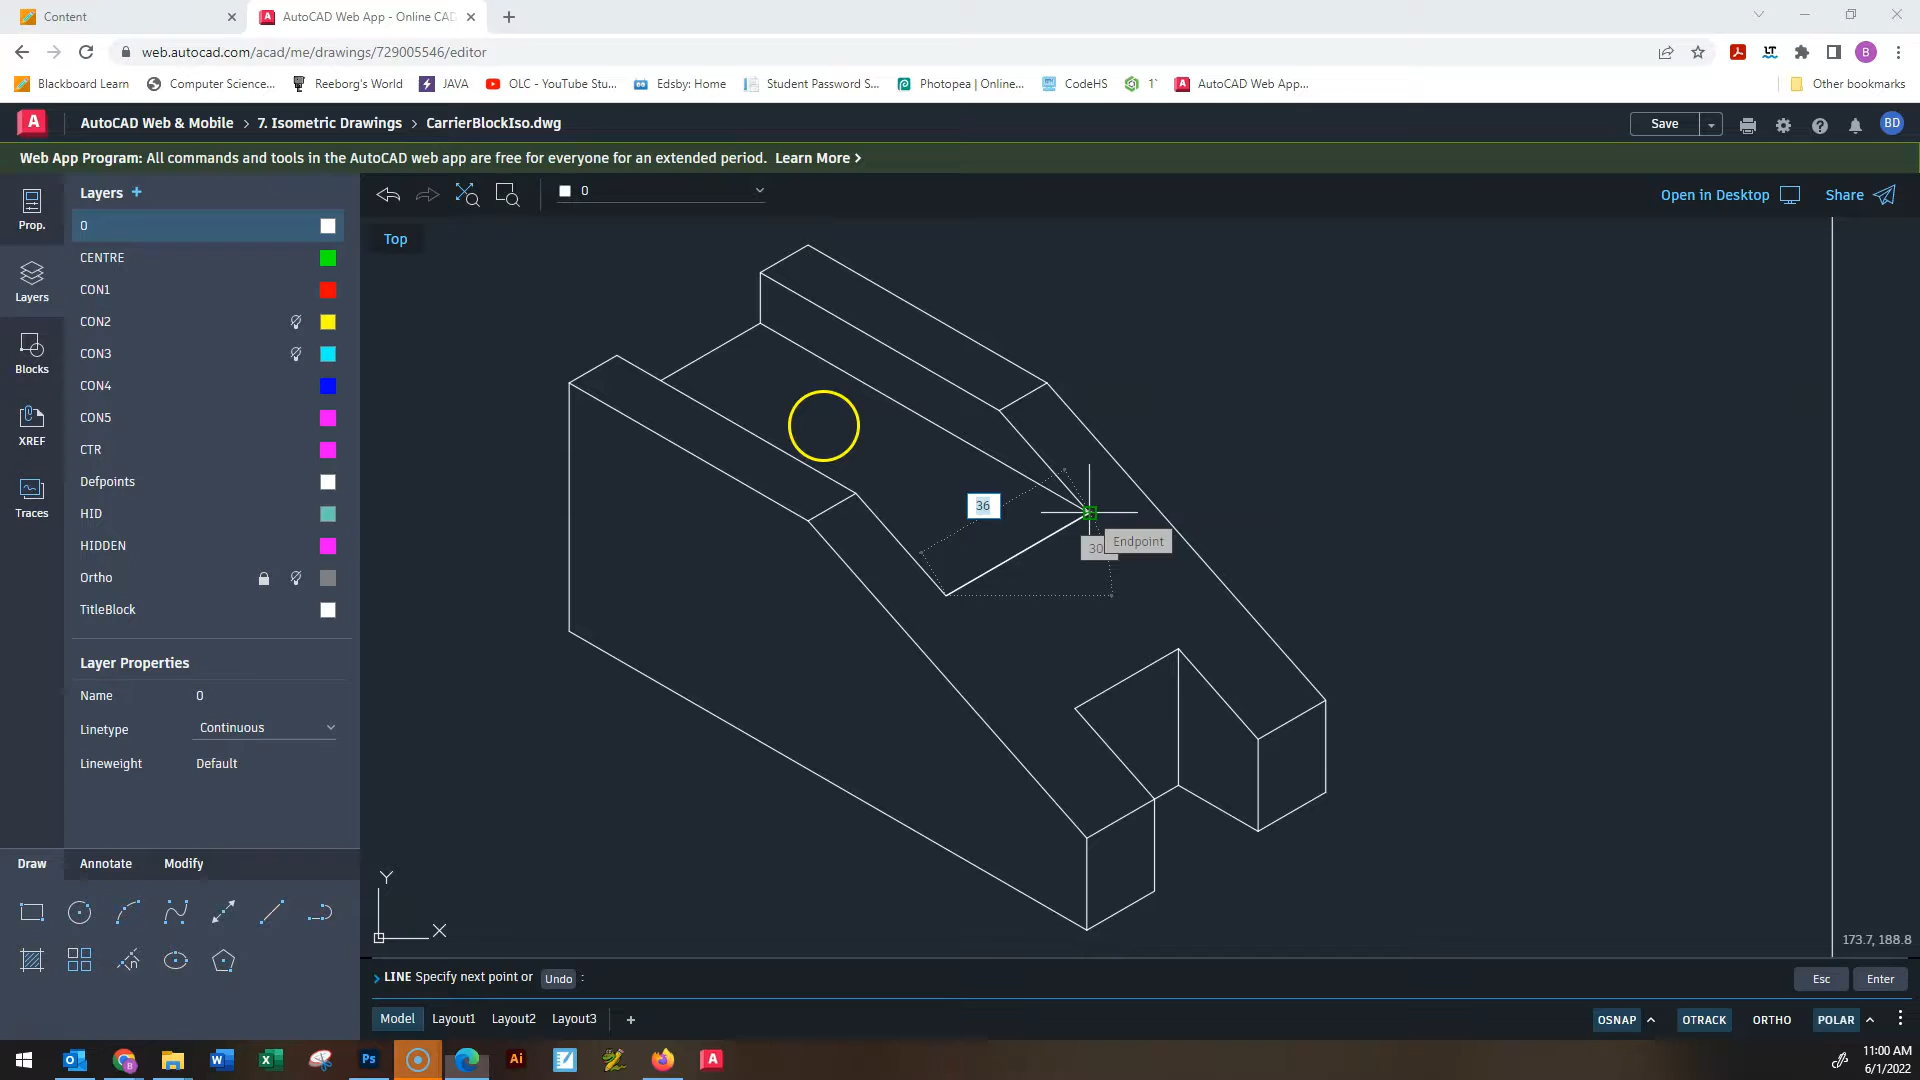 Content
AutoCAD Web App - Online CAD
web.autocad.com/acad/me/drawings/729005546/editor
B
Blackboard Learn
Computer Science...
Reeborg's World
JAVA
OLC - YouTube Stu...
Edsby: Home
Student Password S...
Photopea | Online...
CodeHS
1`
AutoCAD Web App...
Other bookmarks
A
AutoCAD Web & Mobile > 7. Isometric Drawings > CarrierBlockIso.dwg
Save
BD
Web App Program: All commands and tools in the AutoCAD web app are free for everyone for an extended period. Learn More >
Prop.
Layers
Blocks
XREF
Traces
Layers +
0
CENTRE
CON1
CON2
CON3
CON4
CON5
CTR
Defpoints
HID
HIDDEN
Ortho
TitleBlock
Layer Properties
Name 0
Linetype Continuous
Lineweight Default
Draw Annotate Modify
0
Open in Desktop
Share
Top
36
30
Endpoint
Y
X
173.7, 188.8
> LINE Specify next point or Undo :
Esc Enter
Model Layout1 Layout2 Layout3 +
OSNAP OTRACK ORTHO POLAR
11:00 AM
6/1/2022